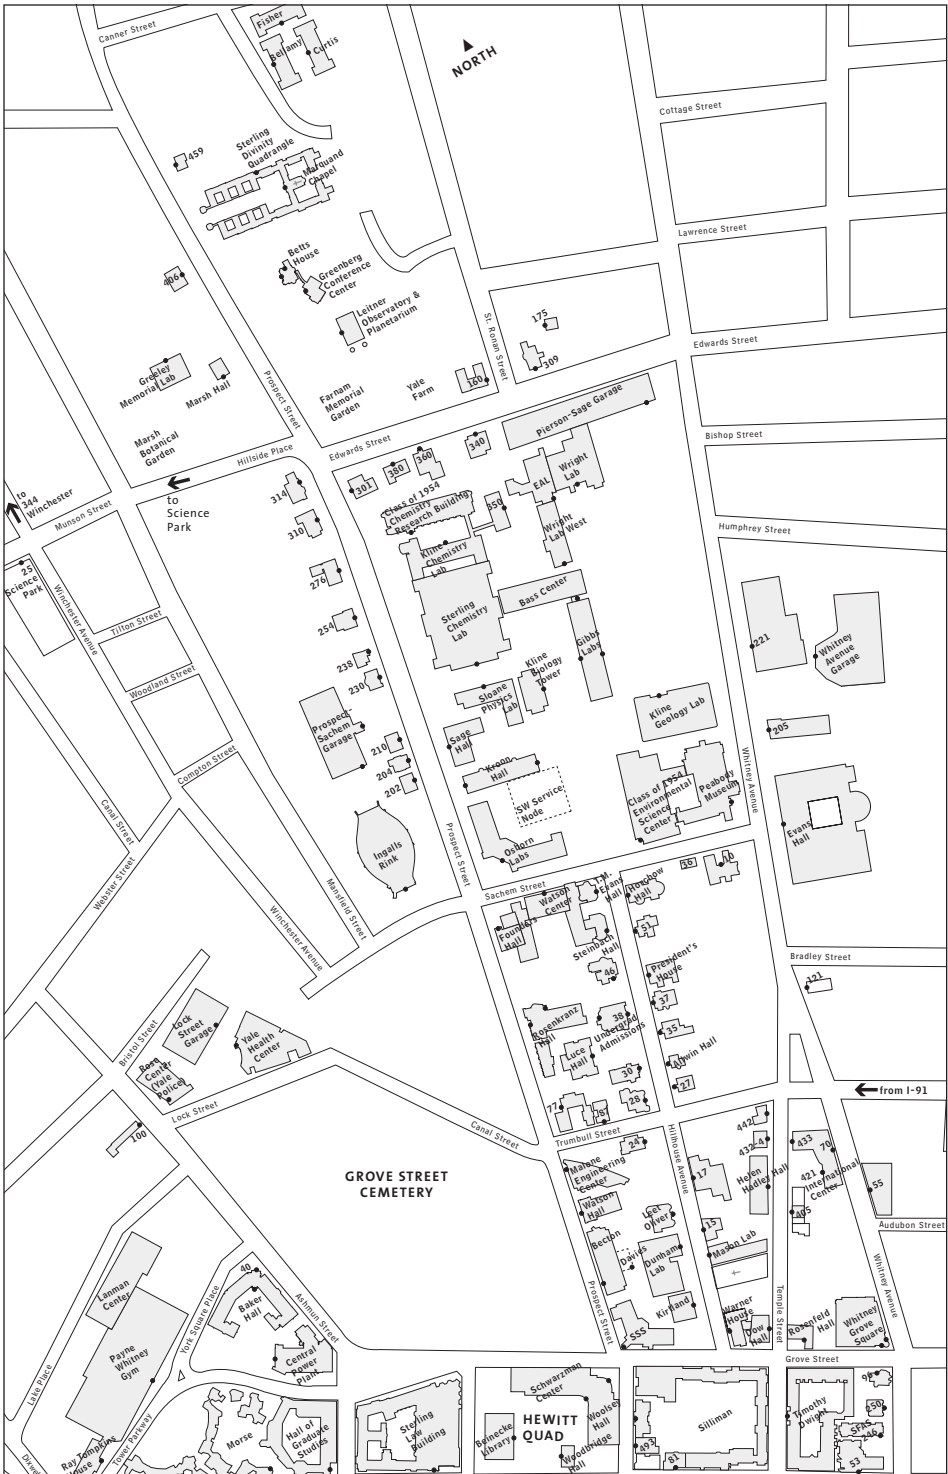 Canner Street
Fisher
Bellamy
Curtis
NORTH
Cottage Street
459
Sterling
Divinity
Quadrangle
Marquand
Chapel
Lawrence Street
Betts
House
Greenberg
Conference
Center
406
Leitner
Observatory &
Planetarium
St. Ronan Street
175
309
Edwards Street
Greeley
Memorial Lab
Marsh Hall
Prospect Street
Farnam
Memorial
Garden
Yale
Farm
160
Pierson-Sage Garage
Marsh
Botanical
Garden
Hillside Place
Edwards Street
Bishop Street
to
Science
Park
to
344
Winchester
Munson Street
314
310
301
380
360
340
Class of 1954
Chemistry
Research Building
350
EAL
Wright
Lab
Wright
Lab West
Humphrey Street
Kline
Chemistry
Lab
25
Science
Park
Winchester Avenue
Tilton Street
Woodland Street
276
254
238
230
Sterling
Chemistry
Lab
Bass Center
Gibbs
Labs
Kline
Biology
Tower
221
Whitney
Avenue
Garage
Sloane
Physics
Lab
Kline
Geology Lab
205
Prospect-
Sachem
Garage
210
204
202
Sage
Hall
Kroon
Hall
SW Service
Node
Class of 1954
Environmental
Science
Center
Peabody
Museum
Whitney Avenue
Compton Street
Canal Street
Webster Street
Evans
Hall
Ingalls
Rink
Osborn
Labs
Prospect Street
Mansfield Street
Winchester Avenue
Sachem Street
Founders
Hall
Watson
Center
T.M.
Evans
Hall
Horchow
Hall
36
10
Steinbach
Hall
51
46
President's
House
Bradley Street
121
37
35
Rosenkranz
Hall
38
Undergrad
Admissions
Luce
Hall
Allwin Hall
30
27
28
77
87
from I-91
Bristol Street
Lock
Street
Garage
Yale
Health
Center
Rose
Center
(Yale
Police)
Lock Street
100
Canal Street
Trumbull Street
24
Hillhouse Avenue
442
432-4
433
70
GROVE STREET
CEMETERY
Malone
Engineering
Center
Watson
Hall
17
Helen
Hadley Hall
421
International
Center
55
405
Audubon Street
Leet
Oliver
15
Becton
Davies
Dunham
Lab
Mason Lab
Kirtland
Warner
House
Dow
Hall
Temple Street
Rosenfeld
Hall
Whitney
Grove
Square
Whitney Avenue
SSS
Prospect Street
Grove Street
Lanman
Center
Payne
Whitney
Gym
40
Baker
Hall
Central
Power
Plant
Ashmun Street
York Square Place
Lake Place
Tower Parkway
Ray Tompkins
House
Morse
Hall of
Graduate
Studies
Sterling
Law
Building
Schwarzman
Center
HEWITT
QUAD
Beinecke
Library
Woolsey
Hall
Woodbridge
Hall
Silliman
493
81
Timothy
Dwight
SFAS
246
53